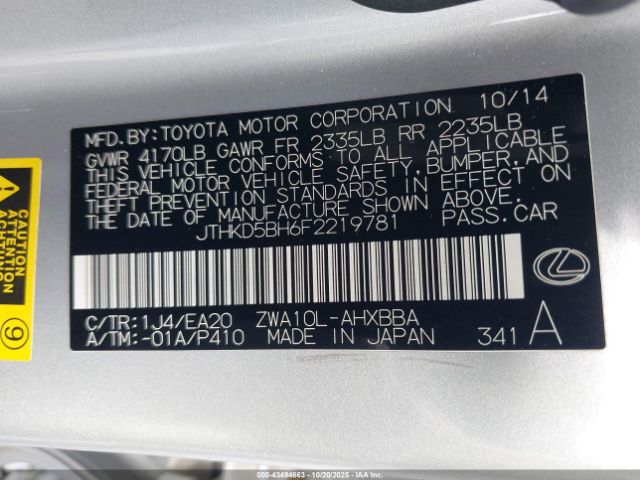 MFD.BY:TOYOTA MOTOR CORPORATION 10/14
GVWR 4170LB GAWR FR 2335LB RR 2235LB
THIS VEHICLE CONFORMS TO ALL APPLICABLE
FEDERAL MOTOR VEHICLE SAFETY,BUMPER,AND
THEFT PREVENTION STANDARDS IN EFFECT ON
THE DATE OF MANUFACTURE SHOWN ABOVE.
JTHKD5BH6F2219781 PASS.CAR
C/TR:1J4/EA20 ZWA10L-AHXBBA
A/TM:-01A/P410 MADE IN JAPAN 341 A
CAUTION
ATTENTION
9
000-43494663 - 10/20/2025 - IAAI.COM